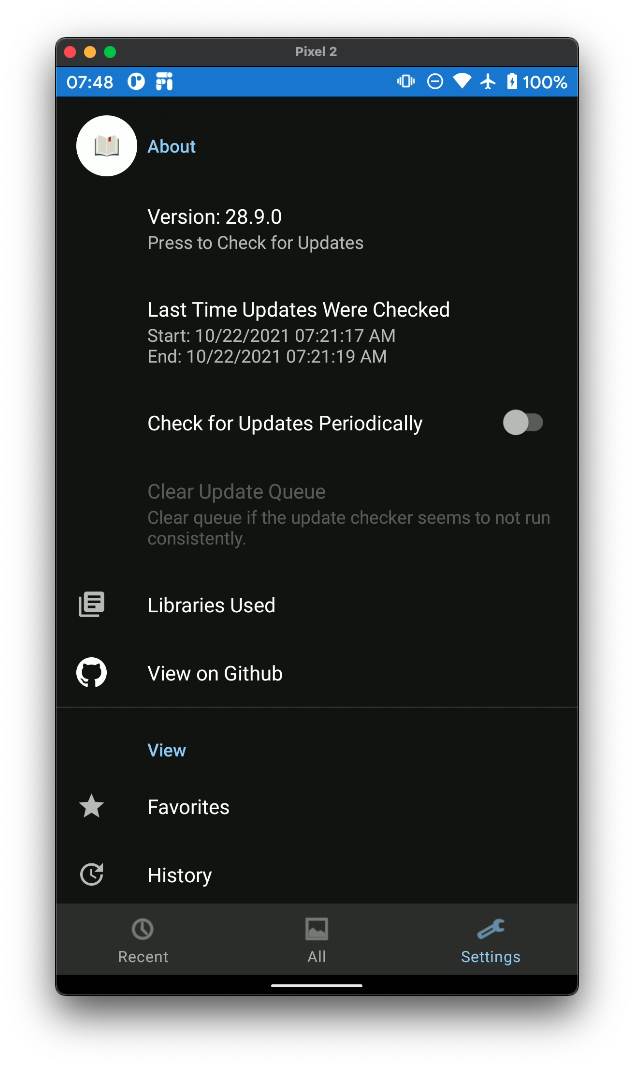 Pixel 2
07:48
100%
About
Version: 28.9.0
Press to Check for Updates
Last Time Updates Were Checked
Start: 10/22/2021 07:21:17 AM
End: 10/22/2021 07:21:19 AM
Check for Updates Periodically
Clear Update Queue
Clear queue if the update checker seems to not run
consistently.
Libraries Used
View on Github
View
Favorites
History
Recent
All
Settings